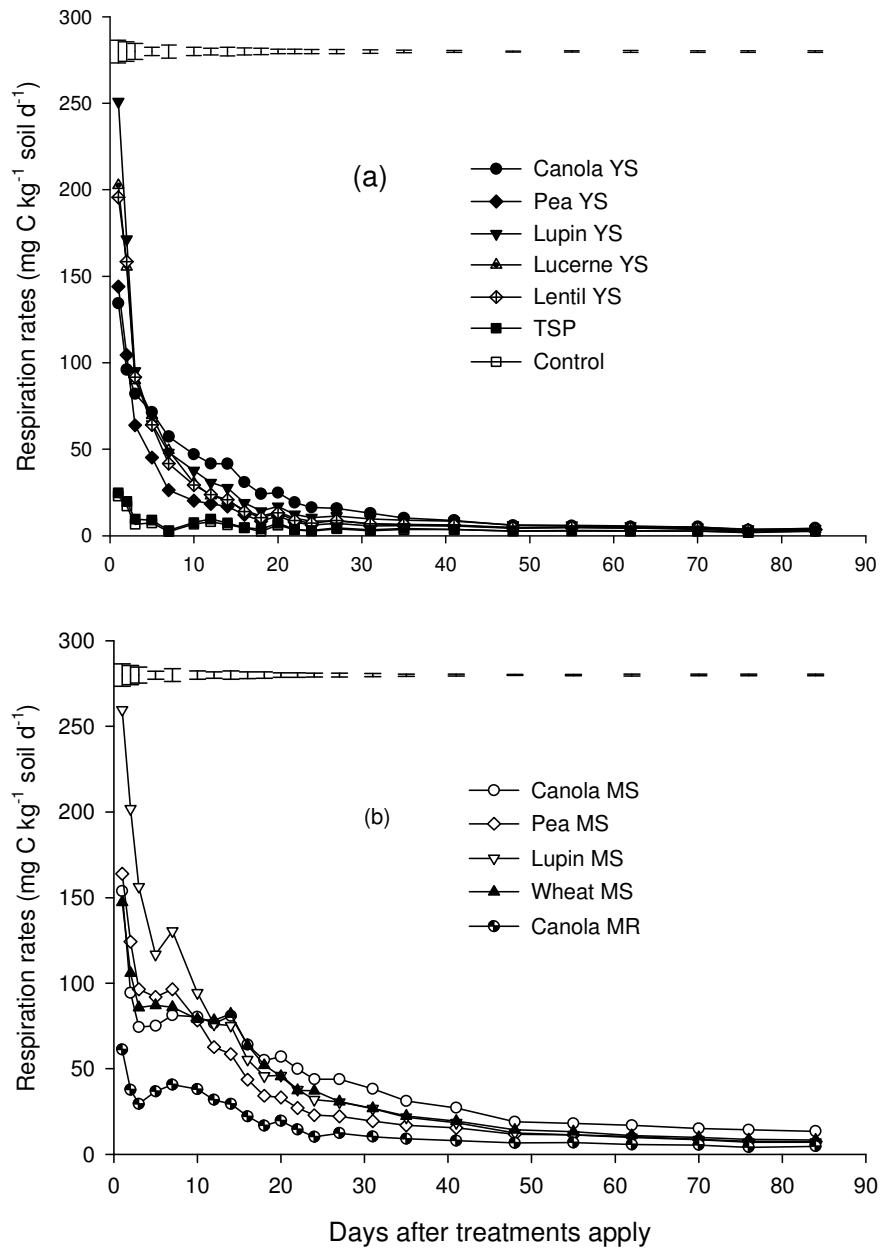 300
250
200
150
100
50
0
Respiration rates (mg C kg⁻¹ soil d⁻¹)
(a)
Canola YS
Pea YS
Lupin YS
Lucerne YS
Lentil YS
TSP
Control
0 10 20 30 40 50 60 70 80 90
300
250
200
150
100
50
0
Respiration rates (mg C kg⁻¹ soil d⁻¹)
(b)
Canola MS
Pea MS
Lupin MS
Wheat MS
Canola MR
0 10 20 30 40 50 60 70 80 90
Days after treatments apply